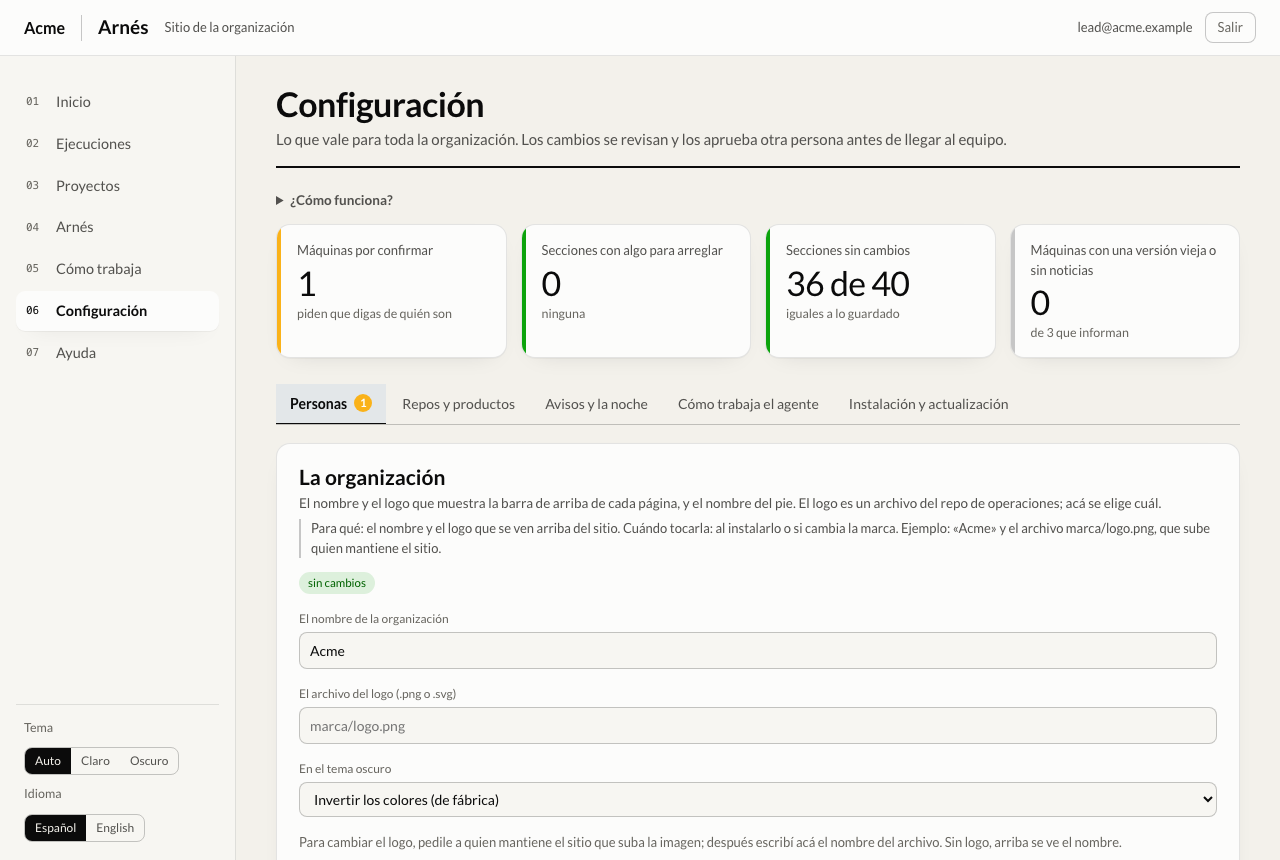 Acme
Arnés
Sitio de la organización
lead@acme.example
Salir
01 Inicio
02 Ejecuciones
03 Proyectos
04 Arnés
05 Cómo trabaja
06 Configuración
07 Ayuda
Tema
Auto Claro Oscuro
Idioma
Español English
Configuración
Lo que vale para toda la organización. Los cambios se revisan y los aprueba otra persona antes de llegar al equipo.
¿Cómo funciona?
Máquinas por confirmar
1
piden que digas de quién son
Secciones con algo para arreglar
0
ninguna
Secciones sin cambios
36 de 40
iguales a lo guardado
Máquinas con una versión vieja o
sin noticias
0
de 3 que informan
Personas 1
Repos y productos
Avisos y la noche
Cómo trabaja el agente
Instalación y actualización
La organización
El nombre y el logo que muestra la barra de arriba de cada página, y el nombre del pie. El logo es un archivo del repo de operaciones; acá se elige cuál.
Para qué: el nombre y el logo que se ven arriba del sitio. Cuándo tocarla: al instalarlo o si cambia la marca. Ejemplo: «Acme» y el archivo marca/logo.png, que sube
quien mantiene el sitio.
sin cambios
El nombre de la organización
Acme
El archivo del logo (.png o .svg)
marca/logo.png
En el tema oscuro
Invertir los colores (de fábrica)
Para cambiar el logo, pedile a quien mantiene el sitio que suba la imagen; después escribí acá el nombre del archivo. Sin logo, arriba se ve el nombre.